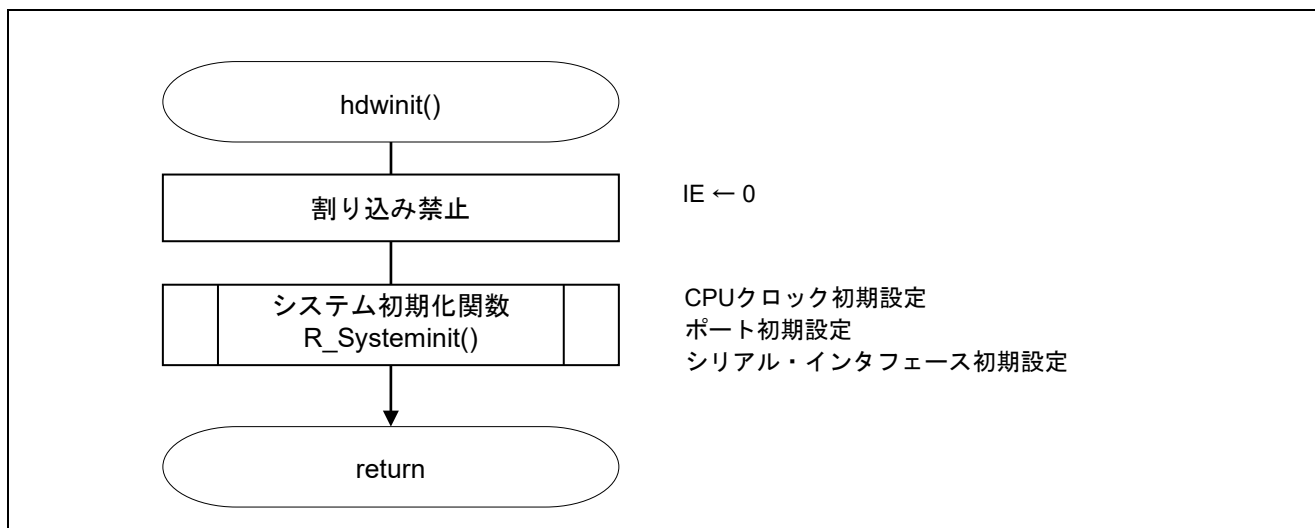 hdwinit()
割り込み禁止
IE ← 0
システム初期化関数
R_Systeminit()
CPUクロック初期設定
ポート初期設定
シリアル・インタフェース初期設定
return